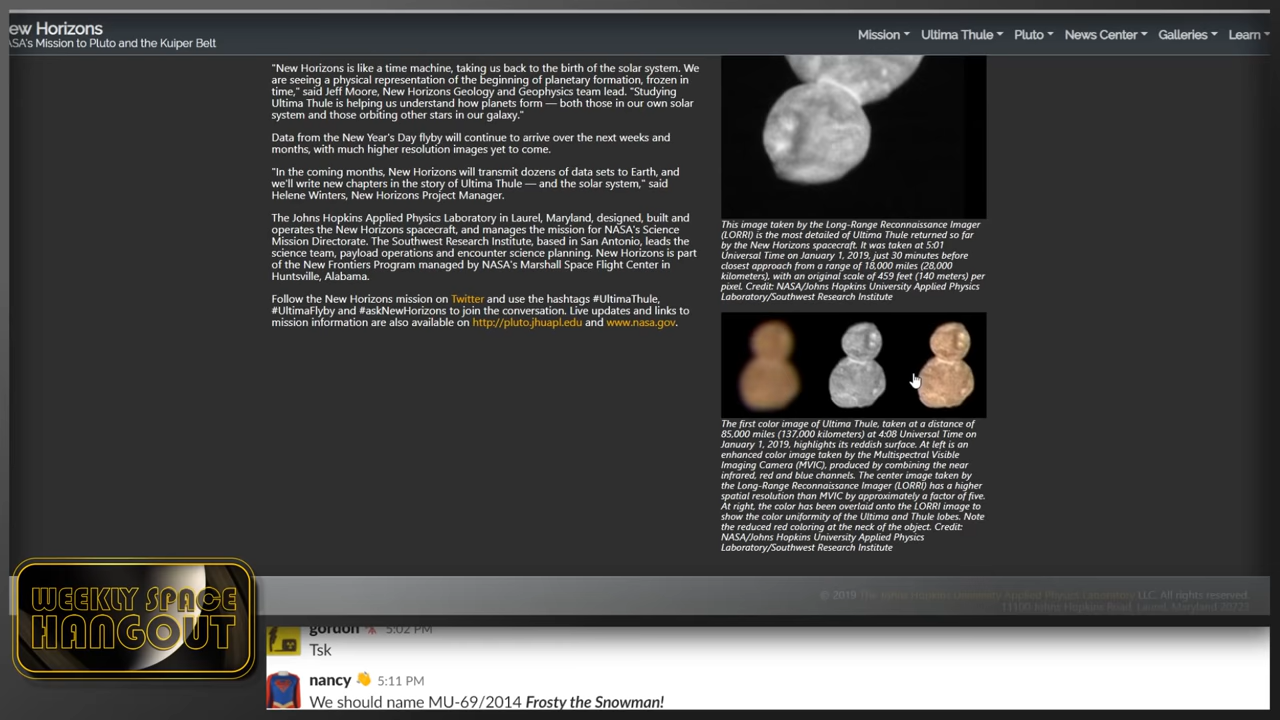 ew Horizons
ASA's Mission to Pluto and the Kuiper Belt
Mission
Ultima Thule
Pluto
News Center
Galleries
Learn
"New Horizons is like a time machine, taking us back to the birth of the solar system. We
are seeing a physical representation of the beginning of planetary formation, frozen in
time," said Jeff Moore, New Horizons Geology and Geophysics team lead. "Studying
Ultima Thule is helping us understand how planets form — both those in our own solar
system and those orbiting other stars in our galaxy."
Data from the New Year's Day flyby will continue to arrive over the next weeks and
months, with much higher resolution images yet to come.
"In the coming months, New Horizons will transmit dozens of data sets to Earth, and
we'll write new chapters in the story of Ultima Thule — and the solar system," said
Helene Winters, New Horizons Project Manager.
The Johns Hopkins Applied Physics Laboratory in Laurel, Maryland, designed, built and
operates the New Horizons spacecraft, and manages the mission for NASA's Science
Mission Directorate. The Southwest Research Institute, based in San Antonio, leads the
science team, payload operations and encounter science planning. New Horizons is part
of the New Frontiers Program managed by NASA's Marshall Space Flight Center in
Huntsville, Alabama.
Follow the New Horizons mission on Twitter and use the hashtags #UltimaThule,
#UltimaFlyby and #askNewHorizons to join the conversation. Live updates and links to
mission information are also available on http://pluto.jhuapl.edu and www.nasa.gov.
This image taken by the Long-Range Reconnaissance Imager
(LORRI) is the most detailed of Ultima Thule returned so far
by the New Horizons spacecraft. It was taken at 5:01
Universal Time on January 1, 2019, just 30 minutes before
closest approach from a range of 18,000 miles (28,000
kilometers), with an original scale of 459 feet (140 meters) per
pixel. Credit: NASA/Johns Hopkins University Applied Physics
Laboratory/Southwest Research Institute
The first color image of Ultima Thule, taken at a distance of
85,000 miles (137,000 kilometers) at 4:08 Universal Time on
January 1, 2019, highlights its reddish surface. At left is an
enhanced color image taken by the Multispectral Visible
Imaging Camera (MVIC), produced by combining the near
infrared, red and blue channels. The center image taken by
the Long-Range Reconnaissance Imager (LORRI) has a higher
spatial resolution than MVIC by approximately a factor of five.
At right, the color has been overlaid onto the LORRI image to
show the color uniformity of the Ultima and Thule lobes. Note
the reduced red coloring at the neck of the object. Credit:
NASA/Johns Hopkins University Applied Physics
Laboratory/Southwest Research Institute
© 2019 The Johns Hopkins University Applied Physics Laboratory LLC. All rights reserved.
11100 Johns Hopkins Road, Laurel, Maryland 20723
WEEKLY SPACE
HANGOUT
gordon 5:02 PM
Tsk
nancy 5:11 PM
We should name MU-69/2014 Frosty the Snowman!